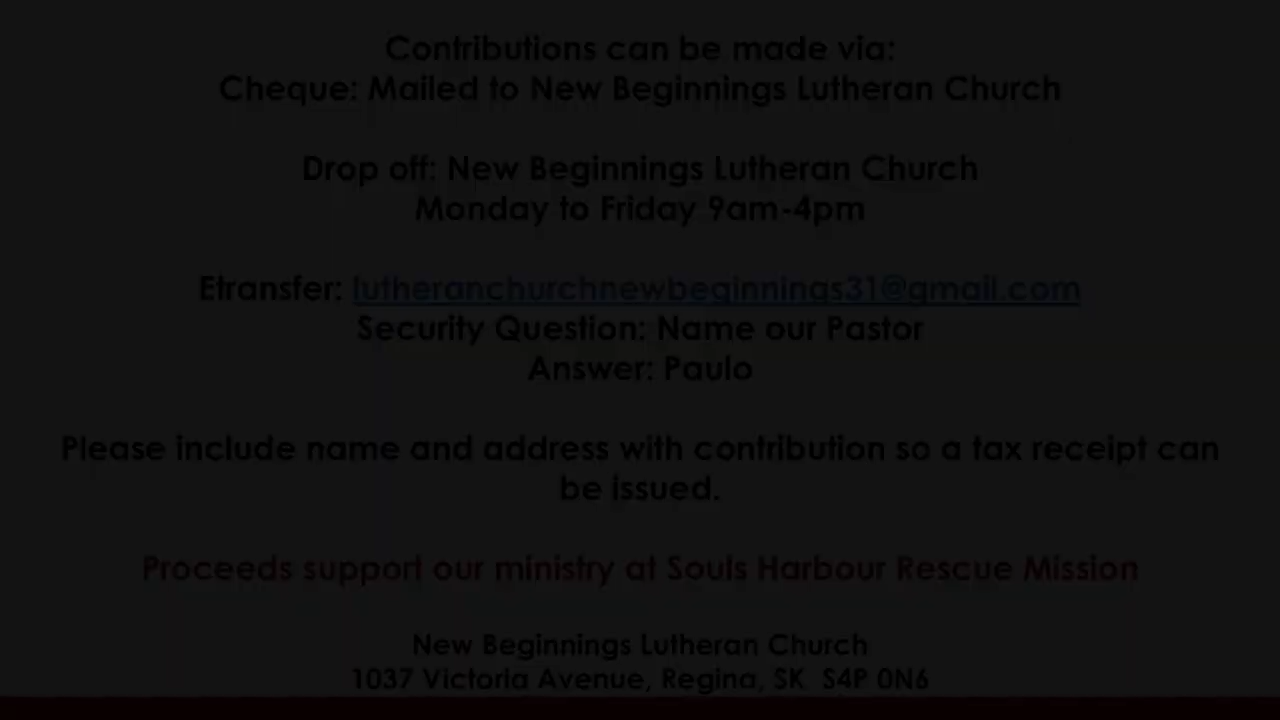 Contributions can be made via:
Cheque: Mailed to New Beginnings Lutheran Church
Drop off: New Beginnings Lutheran Church
Monday to Friday 9am-4pm
Etransfer: lutheranchurchnewbeginnings31@gmail.com
Security Question: Name our Pastor
Answer: Paulo
Please include name and address with contribution so a tax receipt can
be issued.
Proceeds support our ministry at Souls Harbour Rescue Mission
New Beginnings Lutheran Church
1037 Victoria Avenue, Regina, SK  S4P 0N6